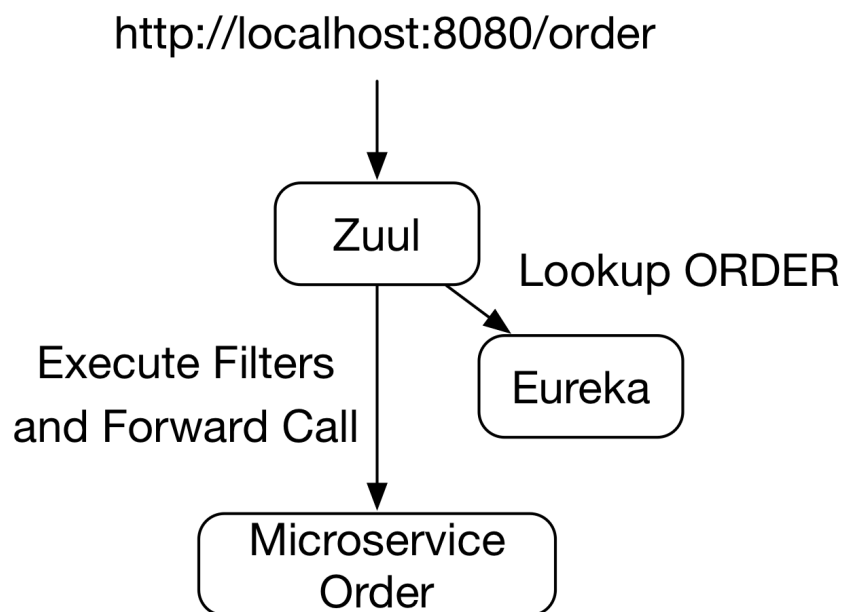 http://localhost:8080/order
Zuul
Lookup ORDER
Execute Filters
and Forward Call
Eureka
Microservice
Order